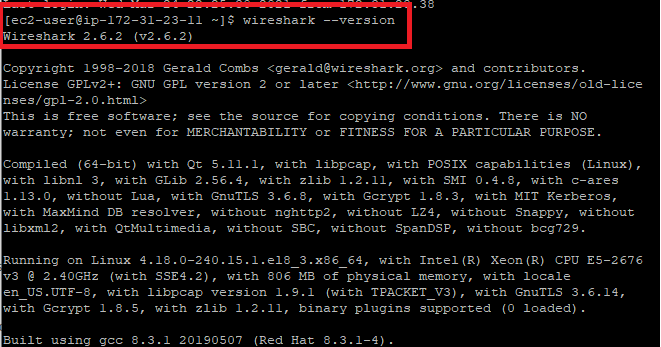 [ec2-user@ip-172-31-23-11 ~]$ wireshark --version
Wireshark 2.6.2 (v2.6.2)
Copyright 1998-2018 Gerald Combs <gerald@wireshark.org> and contributors.
License GPLv2+: GNU GPL version 2 or later <http://www.gnu.org/licenses/old-lice
nses/gpl-2.0.html>
This is free software; see the source for copying conditions. There is NO
warranty; not even for MERCHANTABILITY or FITNESS FOR A PARTICULAR PURPOSE.
Compiled (64-bit) with Qt 5.11.1, with libpcap, with POSIX capabilities (Linux),
with libnl 3, with GLib 2.56.4, with zlib 1.2.11, with SMI 0.4.8, with c-ares
1.13.0, without Lua, with GnuTLS 3.6.8, with Gcrypt 1.8.3, with MIT Kerberos,
with MaxMind DB resolver, without nghttp2, without LZ4, without Snappy, without
libxml2, with QtMultimedia, without SBC, without SpanDSP, without bcg729.
Running on Linux 4.18.0-240.15.1.el8_3.x86_64, with Intel(R) Xeon(R) CPU E5-2676
v3 @ 2.40GHz (with SSE4.2), with 806 MB of physical memory, with locale
en_US.UTF-8, with libpcap version 1.9.1 (with TPACKET_V3), with GnuTLS 3.6.14,
with Gcrypt 1.8.5, with zlib 1.2.11, binary plugins supported (0 loaded).
Built using gcc 8.3.1 20190507 (Red Hat 8.3.1-4).